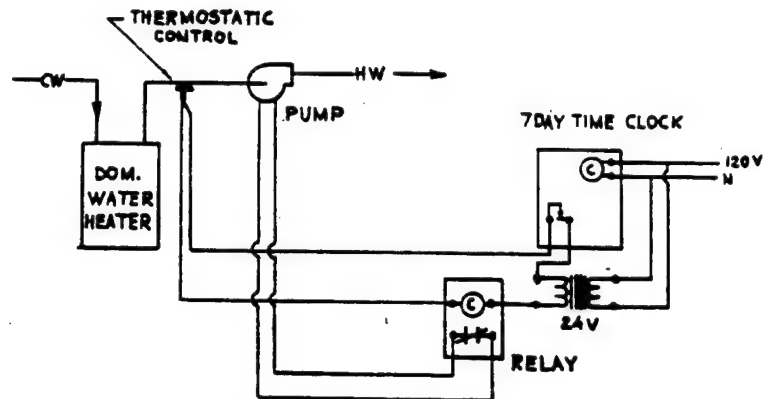 THERMOSTATIC
CONTROL
CW
HW
PUMP
7DAY TIME CLOCK
DOM.
WATER
HEATER
C
120V
N
C
24V
RELAY